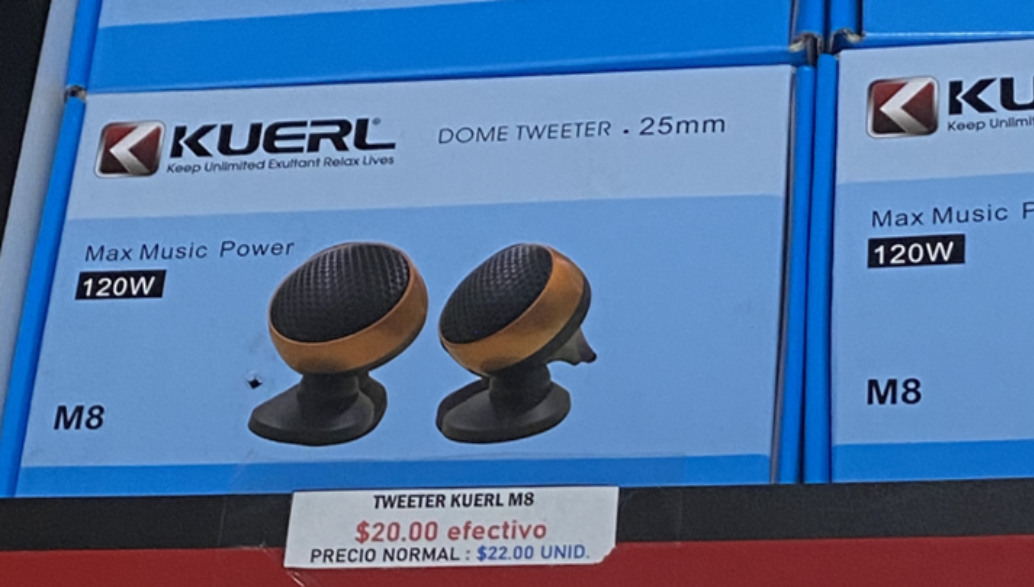 KUERL®
Keep Unlimited Exultant Relax Lives
DOME TWEETER . 25mm
Max Music Power
120W
M8
KU
Keep Unlimit
Max Music P
120W
M8
TWEETER KUERL M8
$20.00 efectivo
PRECIO NORMAL : $22.00 UNID.